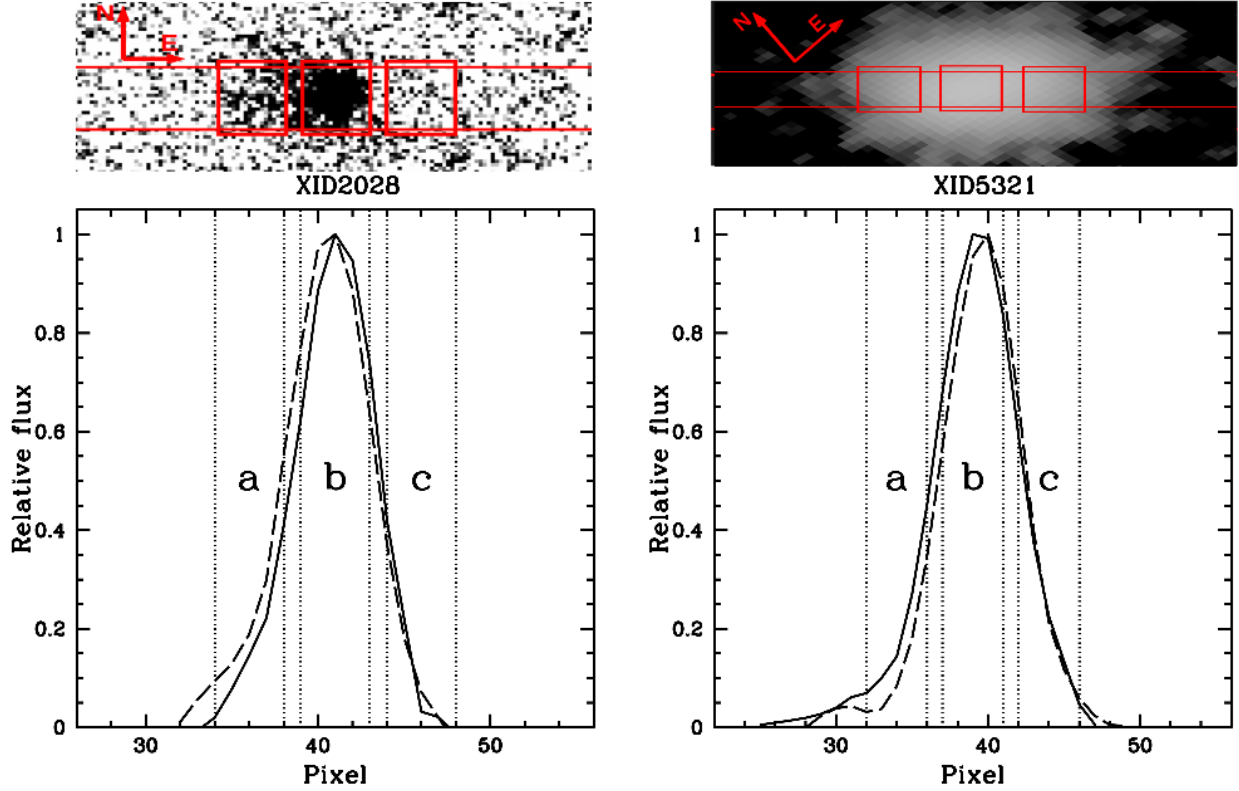 N
E
XID2028
N
E
XID5321
Relative flux
1
0.8
0.6
0.4
0.2
0
a
b
c
30
40
50
Pixel
Relative flux
1
0.8
0.6
0.4
0.2
0
a
b
c
30
40
50
Pixel